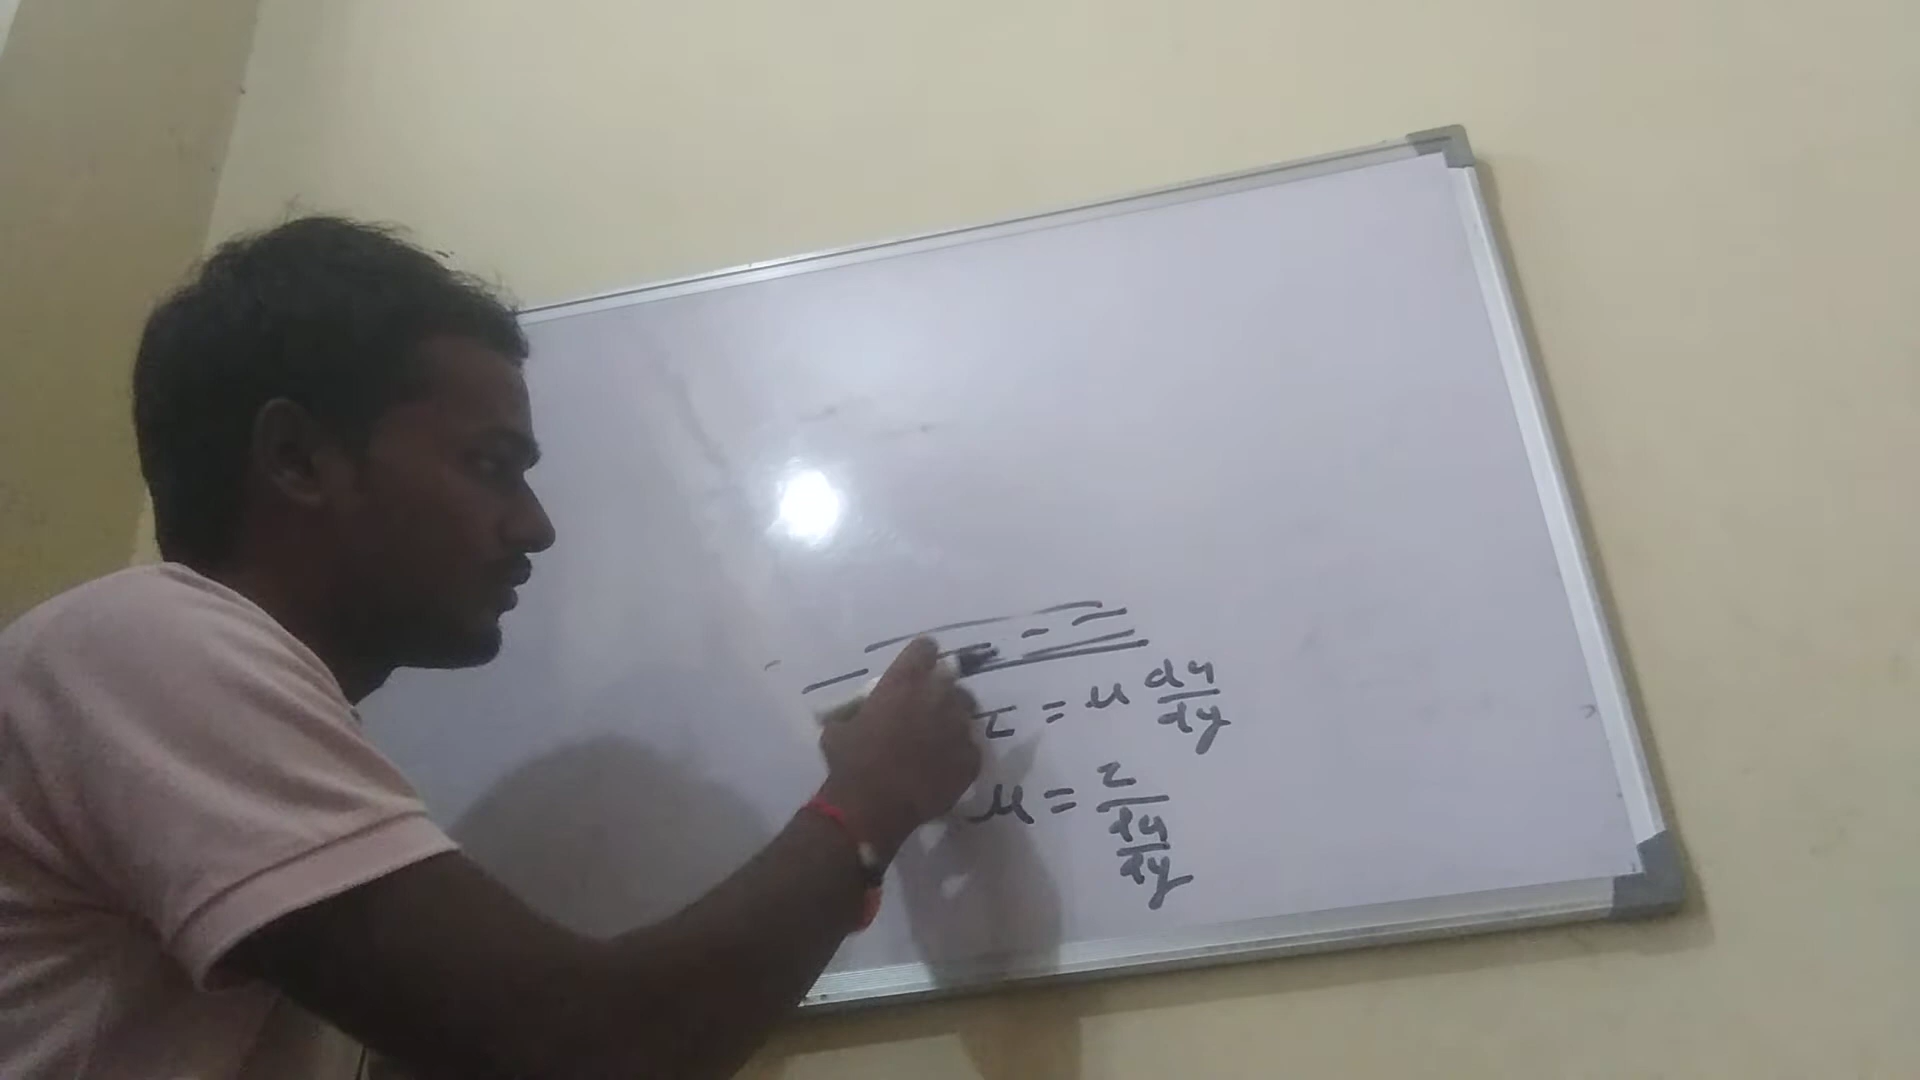 τ = μ du/dy
μ = τ/(du/dy)